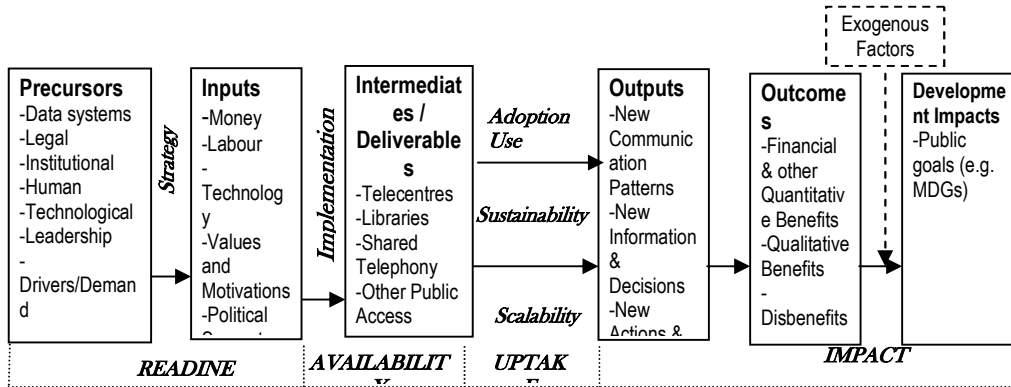 Exogenous
Factors
Precursors
-Data systems
-Legal
-Institutional
-Human
-Technological
-Leadership
-
Drivers/Deman
d
Strategy
Inputs
-Money
-Labour
-
Technolog
y
-Values
and
Motivations
-Political
Implementation
Intermediat
es /
Deliverable
s
-Telecentres
-Libraries
-Shared
Telephony
-Other Public
Access
Adoption
Use
Sustainability
Scalability
Outputs
-New
Communic
ation
Patterns
-New
Information
&
Decisions
-New
Actions &
Outcome
s
-Financial
& other
Quantitativ
e Benefits
-Qualitative
Benefits
-
Disbenefits
Developme
nt Impacts
-Public
goals (e.g.
MDGs)
READINE
AVAILABILIT
UPTAK
IMPACT